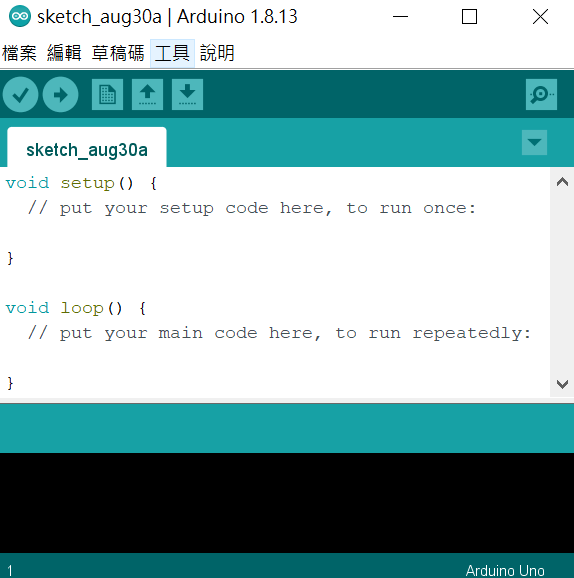 sketch_aug30a | Arduino 1.8.13
檔案 編輯 草稿碼 工具 說明
sketch_aug30a
void setup() {
  // put your setup code here, to run once:
}
void loop() {
  // put your main code here, to run repeatedly:
}
1 Arduino Uno